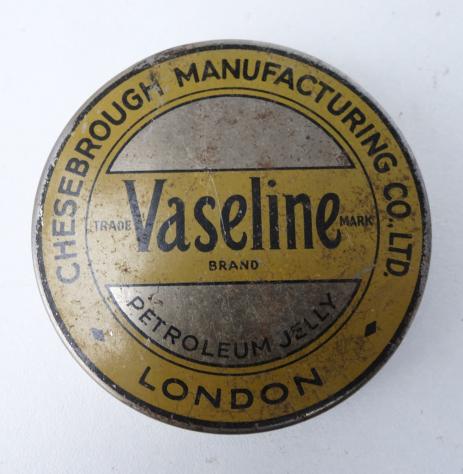 CHESEBROUGH MANUFACTURING CO., LTD.
TRADE Vaseline MARK
BRAND
PETROLEUM JELLY
LONDON